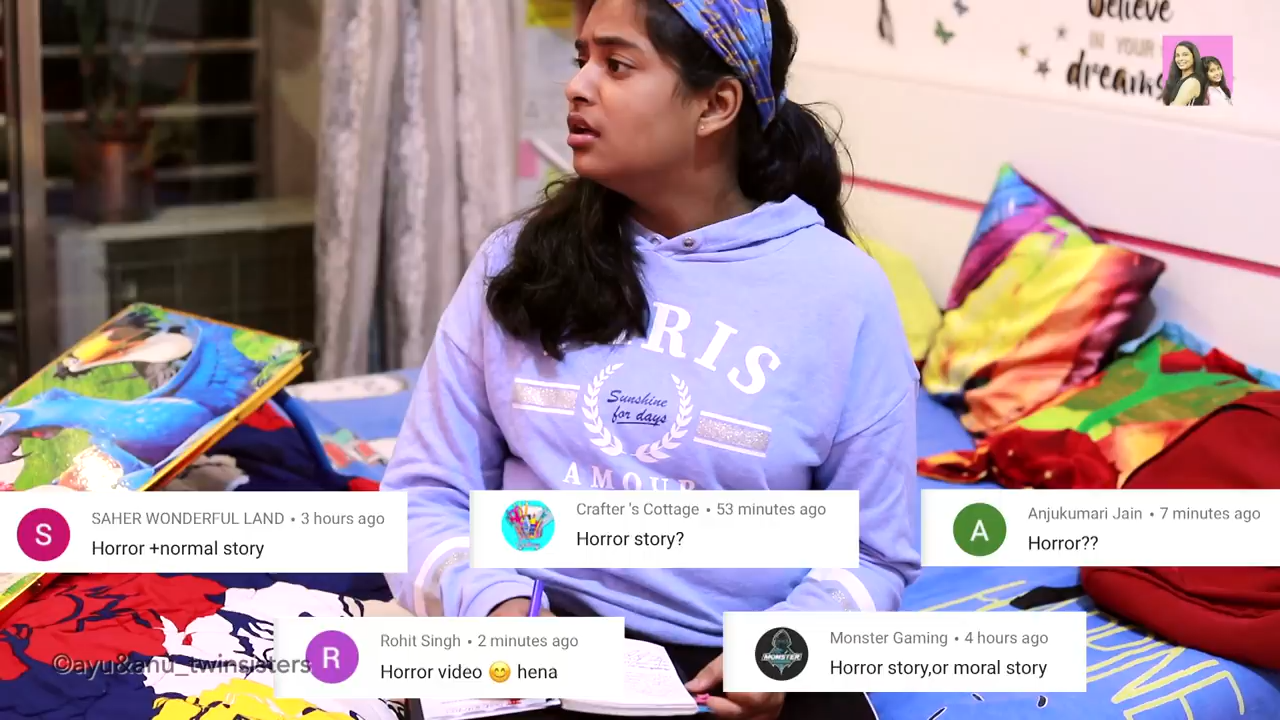 believe
IN YOUR
dreams
Sunshine
for days
AMOUR
SAHER WONDERFUL LAND • 3 hours ago
Horror +normal story
Crafter 's Cottage • 53 minutes ago
Horror story?
Anjukumari Jain • 7 minutes ago
Horror??
Rohit Singh • 2 minutes ago
Horror video 😊 hena
Monster Gaming • 4 hours ago
Horror story,or moral story
S
A
R
MONSTER
©ayu&anu_twinsisters